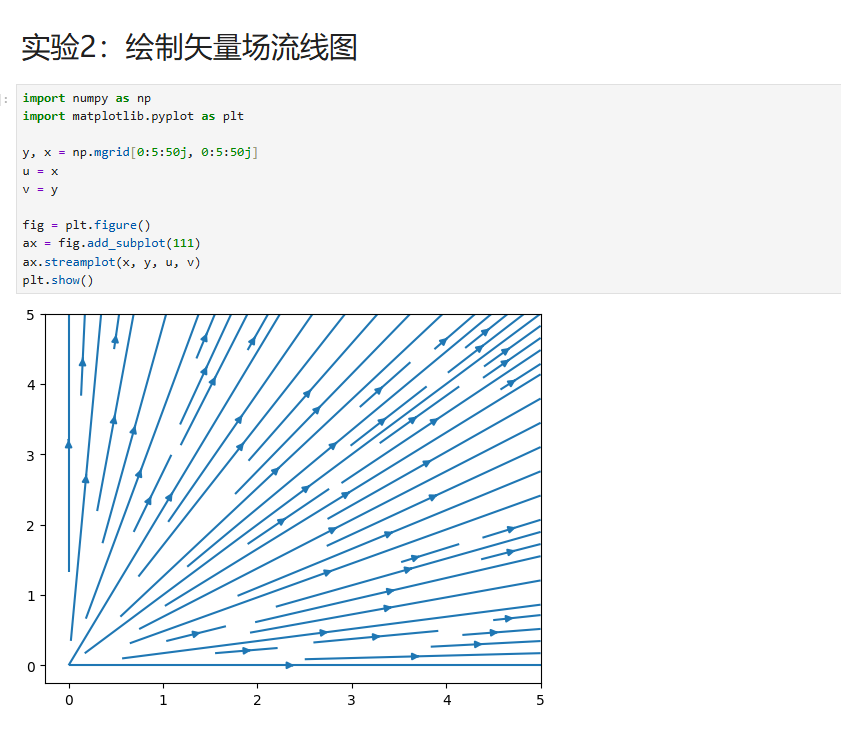 实验2：绘制矢量场流线图
]:
import numpy as np
import matplotlib.pyplot as plt
y, x = np.mgrid[0:5:50j, 0:5:50j]
u = x
v = y
fig = plt.figure()
ax = fig.add_subplot(111)
ax.streamplot(x, y, u, v)
plt.show()
5
4
3
2
1
0
0 1 2 3 4 5